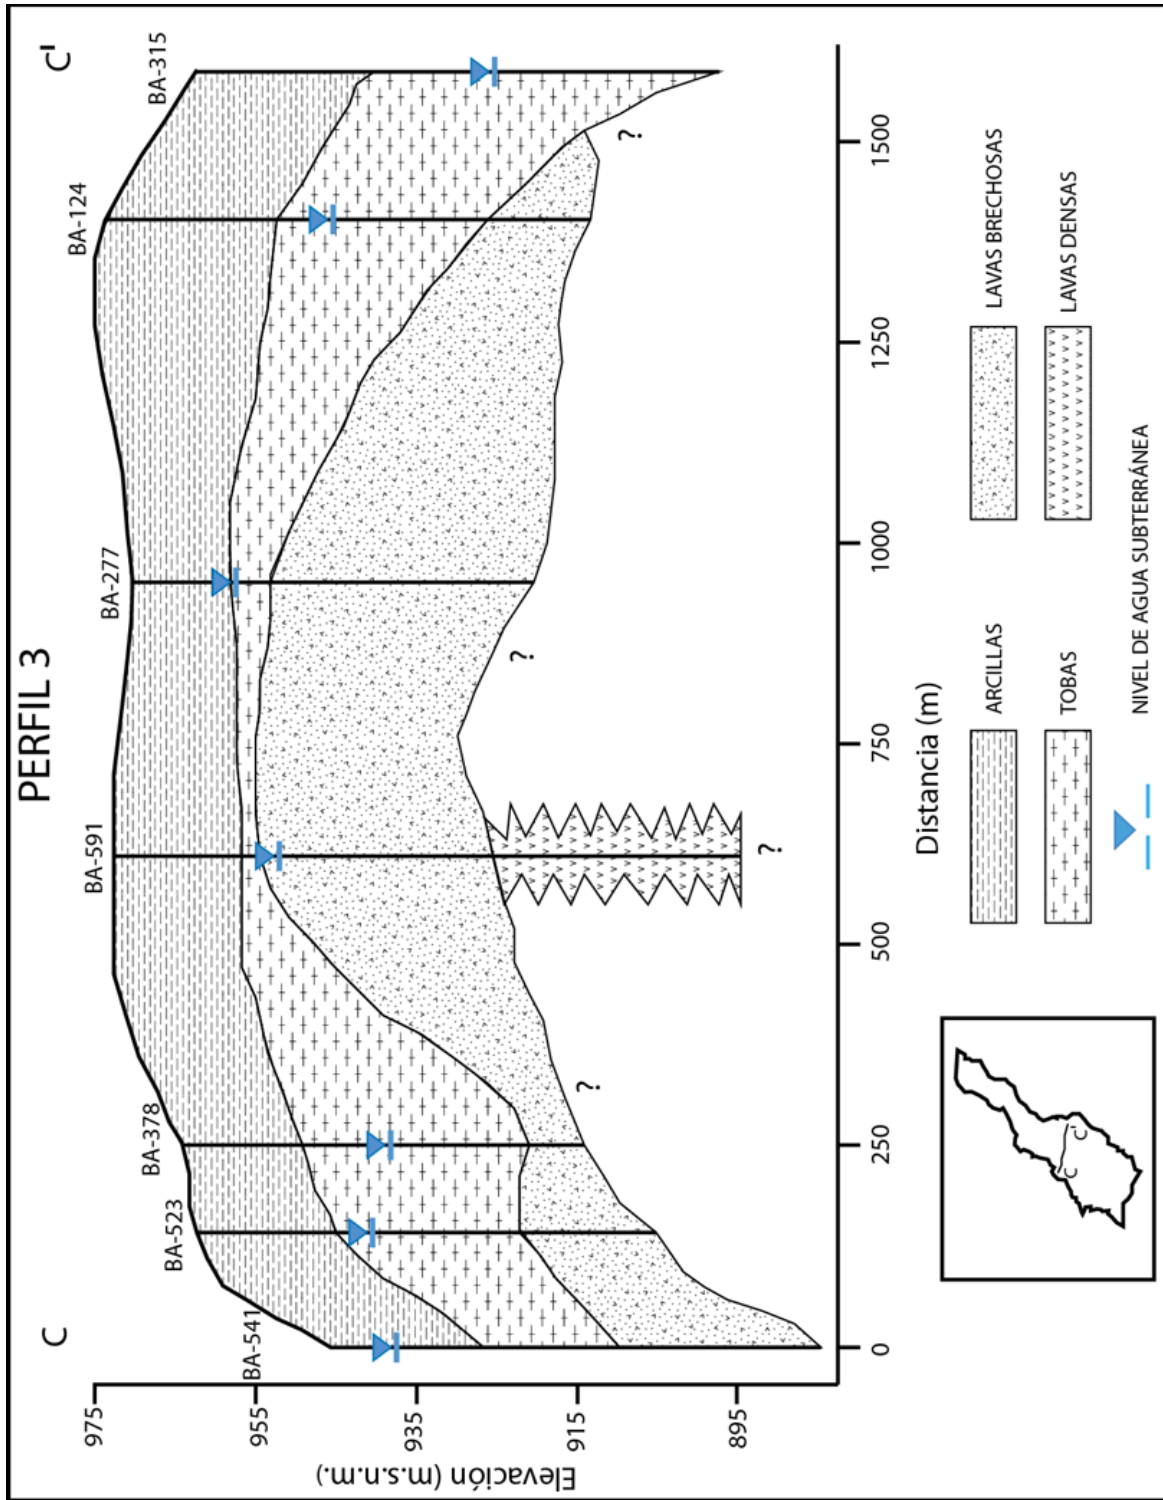 PERFIL 3
C
C'
BA-541
BA-523
BA-378
BA-591
BA-277
BA-124
BA-315
975
955
935
915
895
Elevación (m.s.n.m.)
?
?
?
?
0
250
500
750
1000
1250
1500
Distancia (m)
ARCILLAS
LAVAS BRECHOSAS
TOBAS
LAVAS DENSAS
NIVEL DE AGUA SUBTERRÁNEA
C
C'